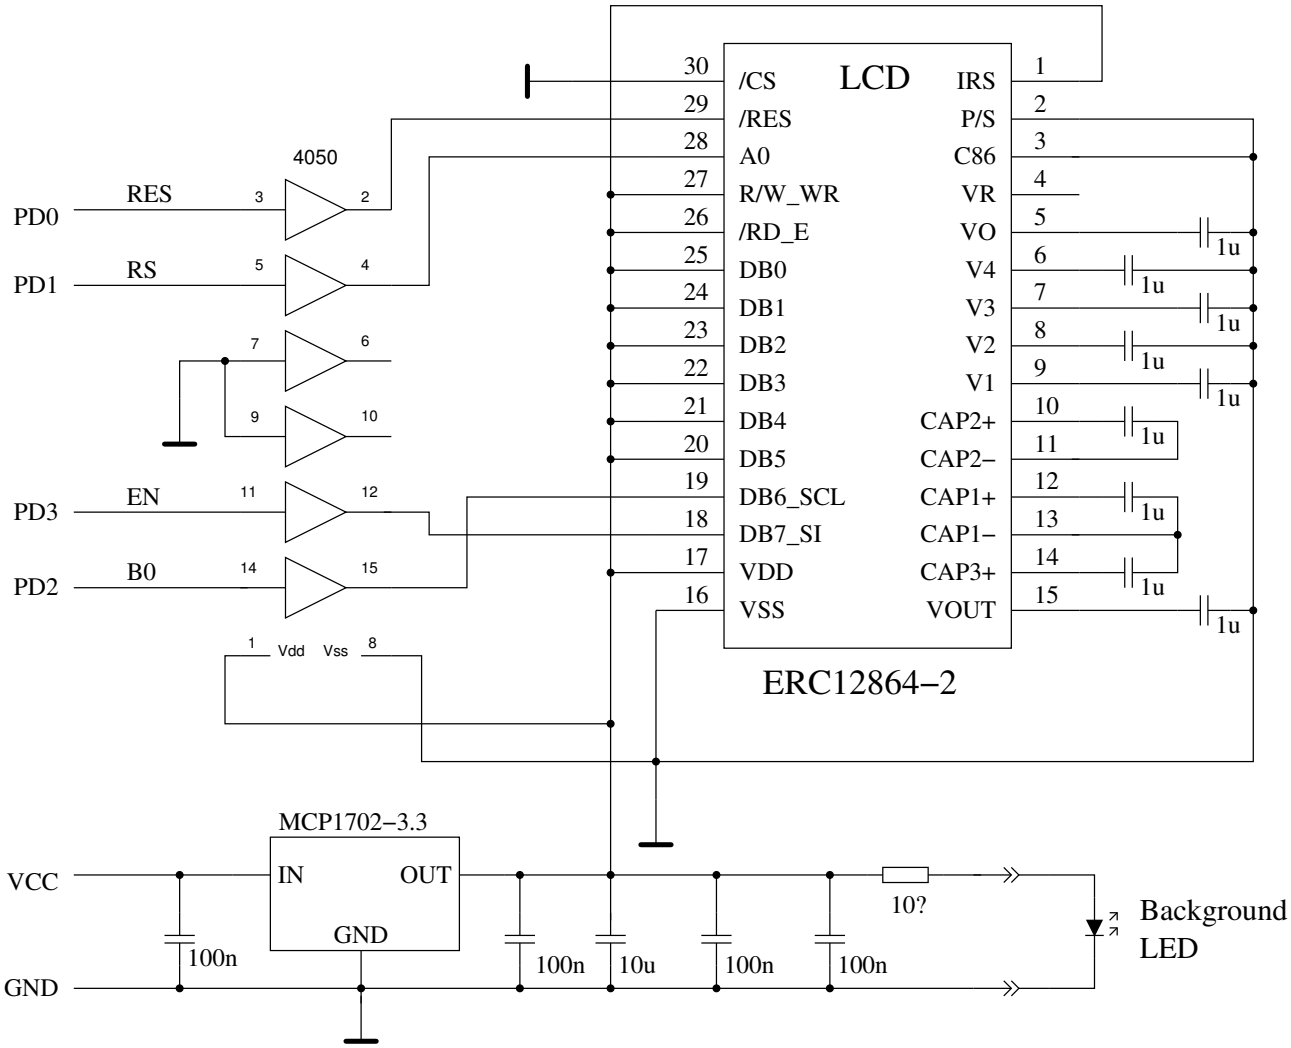 LCD
30 /CS IRS 1
29 /RES P/S 2
28 A0 C86 3
27 R/W_WR VR 4
26 /RD_E VO 5 1u
25 DB0 V4 6 1u
24 DB1 V3 7 1u
23 DB2 V2 8 1u
22 DB3 V1 9 1u
21 DB4 CAP2+ 10 1u
20 DB5 CAP2− 11
19 DB6_SCL CAP1+ 12 1u
18 DB7_SI CAP1− 13
17 VDD CAP3+ 14 1u
16 VSS VOUT 15 1u
ERC12864−2
4050
PD0 RES 3 2
PD1 RS 5 4
7 6
9 10
PD3 EN 11 12
PD2 B0 14 15
1 Vdd Vss 8
MCP1702−3.3
VCC IN OUT
10?
GND
100n 100n 10u 100n 100n
GND
Background
LED